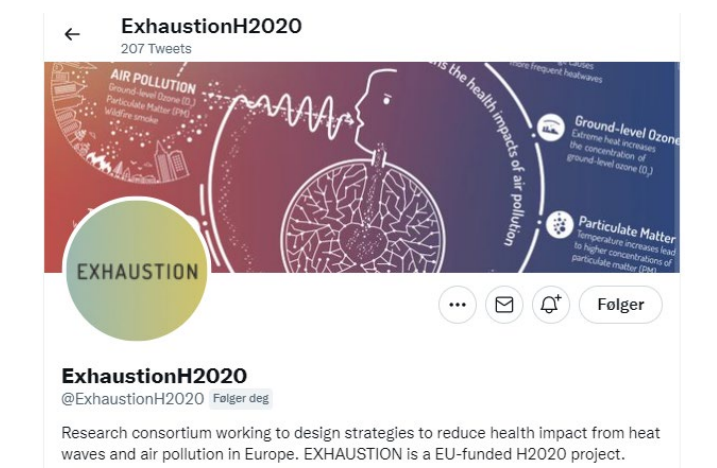 ExhaustionH2020
207 Tweets
AIR POLLUTION
Ground-level Ozone (O₃)
Particulate Matter (PM)
Wildfire smoke
the health impacts of air pollution
more frequent heatwaves
Ground-level Ozone
Extreme heat increases
the concentration of
ground-level ozone (O₃)
Particulate Matter
Temperature increases lead
to higher concentrations of
particulate matter (PM)
EXHAUSTION
Følger
ExhaustionH2020
@ExhaustionH2020 Følger deg
Research consortium working to design strategies to reduce health impact from heat
waves and air pollution in Europe. EXHAUSTION is a EU-funded H2020 project.